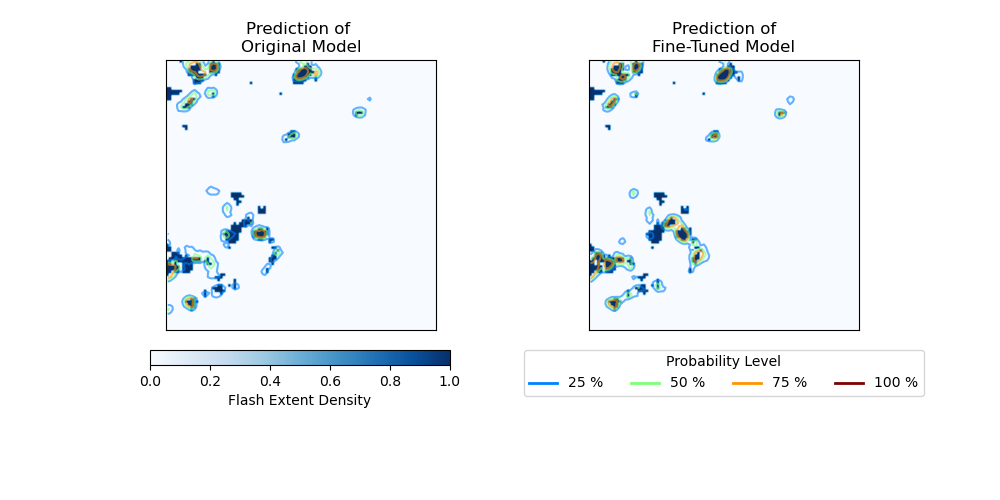 Prediction of
Original Model
Prediction of
Fine-Tuned Model
0.0 0.2 0.4 0.6 0.8 1.0
Flash Extent Density
Probability Level
25 % 50 % 75 % 100 %